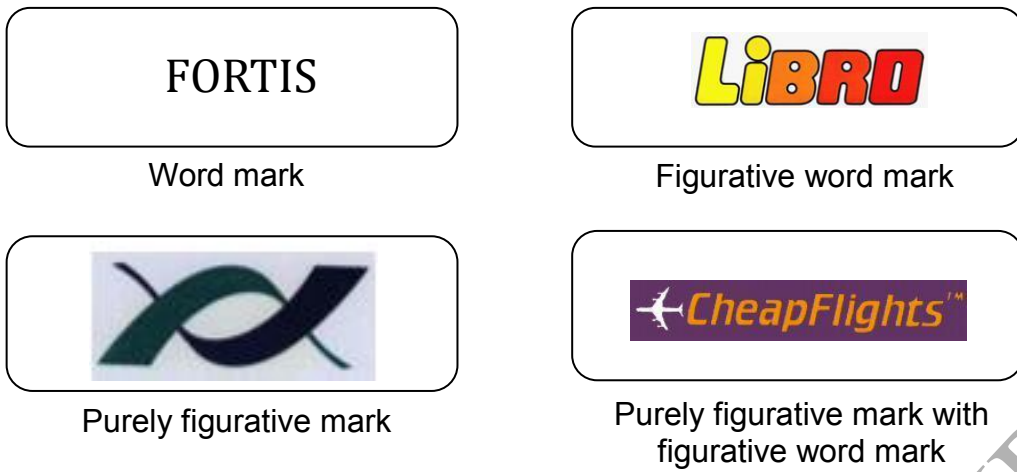 FORTIS
LiBRO
Word mark
Figurative word mark
CheapFlights™
Purely figurative mark
Purely figurative mark with
figurative word mark